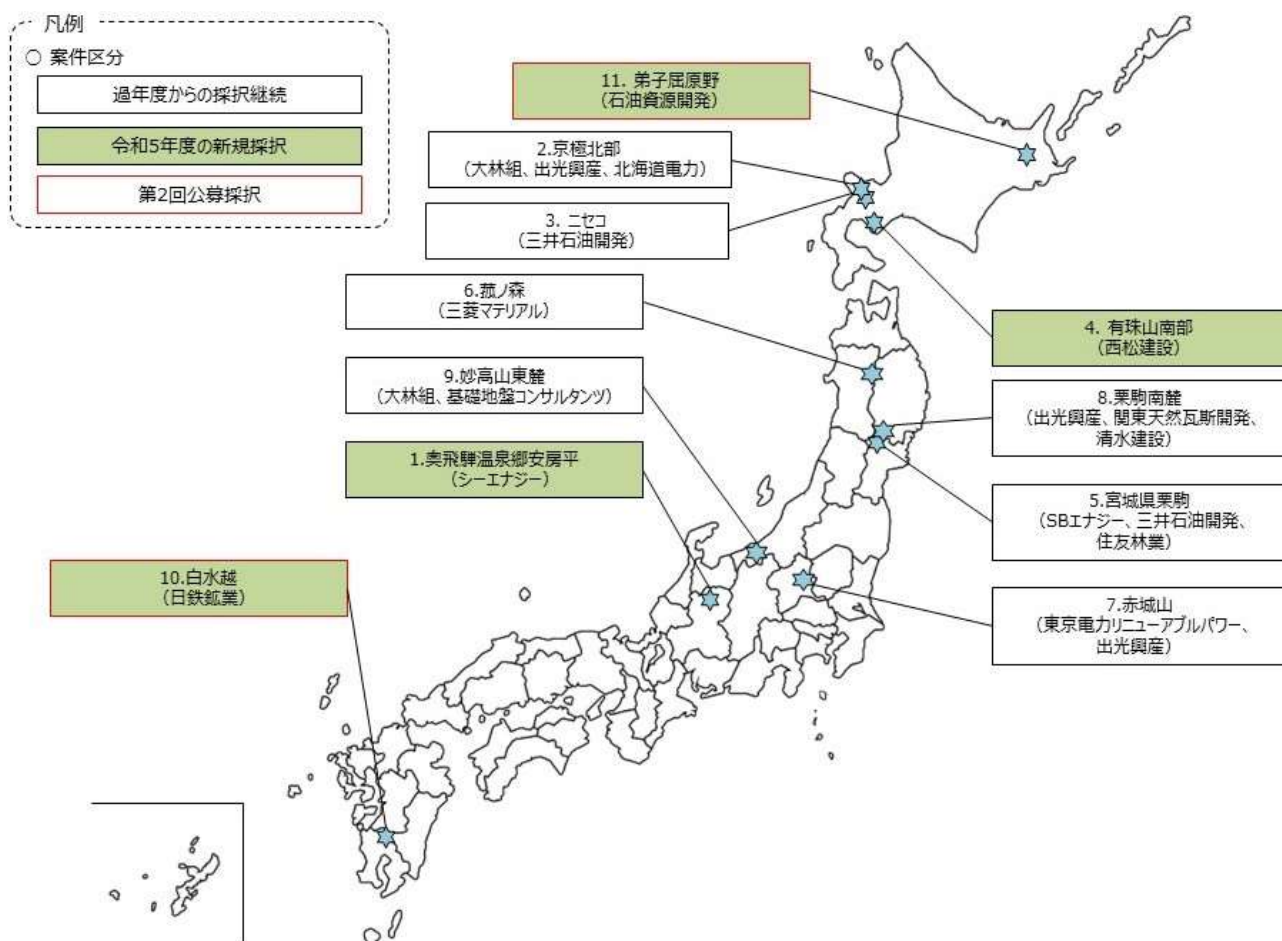 凡例
○ 案件区分
過年度からの採択継続
令和5年度の新規採択
第2回公募採択
11. 弟子屈原野
（石油資源開発）
2.京極北部
（大林組、出光興産、北海道電力）
3. ニセコ
（三井石油開発）
6.菰ノ森
（三菱マテリアル）
4. 有珠山南部
（西松建設）
9.妙高山東麓
（大林組、基礎地盤コンサルタンツ）
8.栗駒南麓
（出光興産、関東天然瓦斯開発、
清水建設）
1.奥飛騨温泉郷安房平
（シーエナジー）
5.宮城県栗駒
（SBエナジー、三井石油開発、
住友林業）
10.白水越
（日鉄鉱業）
7.赤城山
（東京電力リニューアブルパワー、
出光興産）